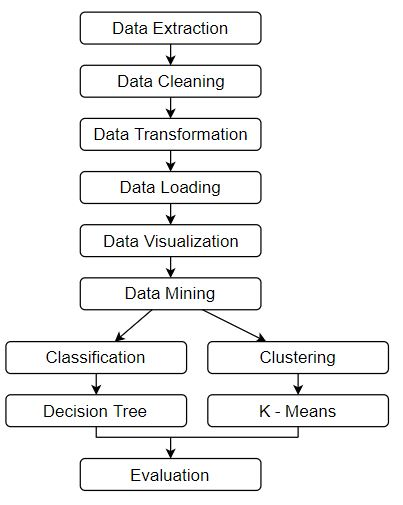 Data Extraction
Data Cleaning
Data Transformation
Data Loading
Data Visualization
Data Mining
Classification
Clustering
Decision Tree
K - Means
Evaluation